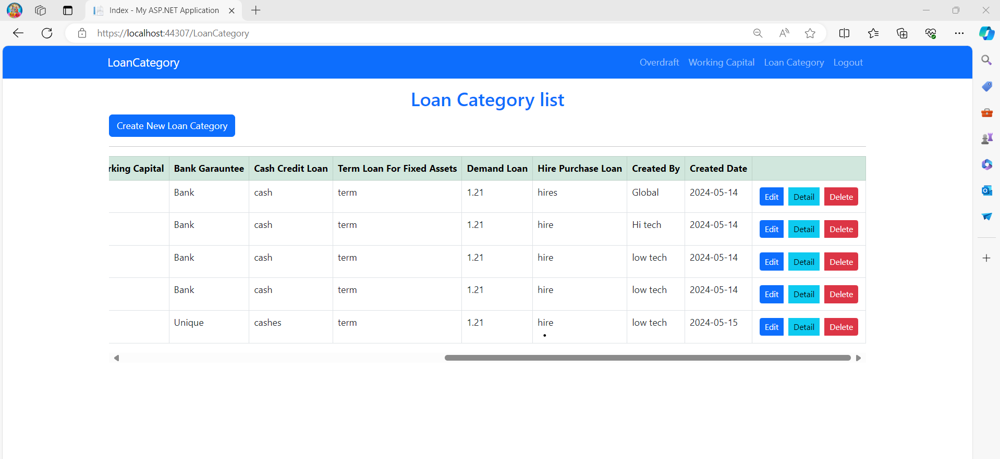 Index - My ASP.NET Application
https://localhost:44307/LoanCategory
LoanCategory Overdraft Working Capital Loan Category Logout
Loan Category list
Create New Loan Category
rking Capital Bank Garauntee Cash Credit Loan Term Loan For Fixed Assets Demand Loan Hire Purchase Loan Created By Created Date
Bank cash term 1.21 hires Global 2024-05-14 Edit Detail Delete
Bank cash term 1.21 hire Hi tech 2024-05-14 Edit Detail Delete
Bank cash term 1.21 hire low tech 2024-05-14 Edit Detail Delete
Bank cash term 1.21 hire low tech 2024-05-14 Edit Detail Delete
Unique cashes term 1.21 hire low tech 2024-05-15 Edit Detail Delete